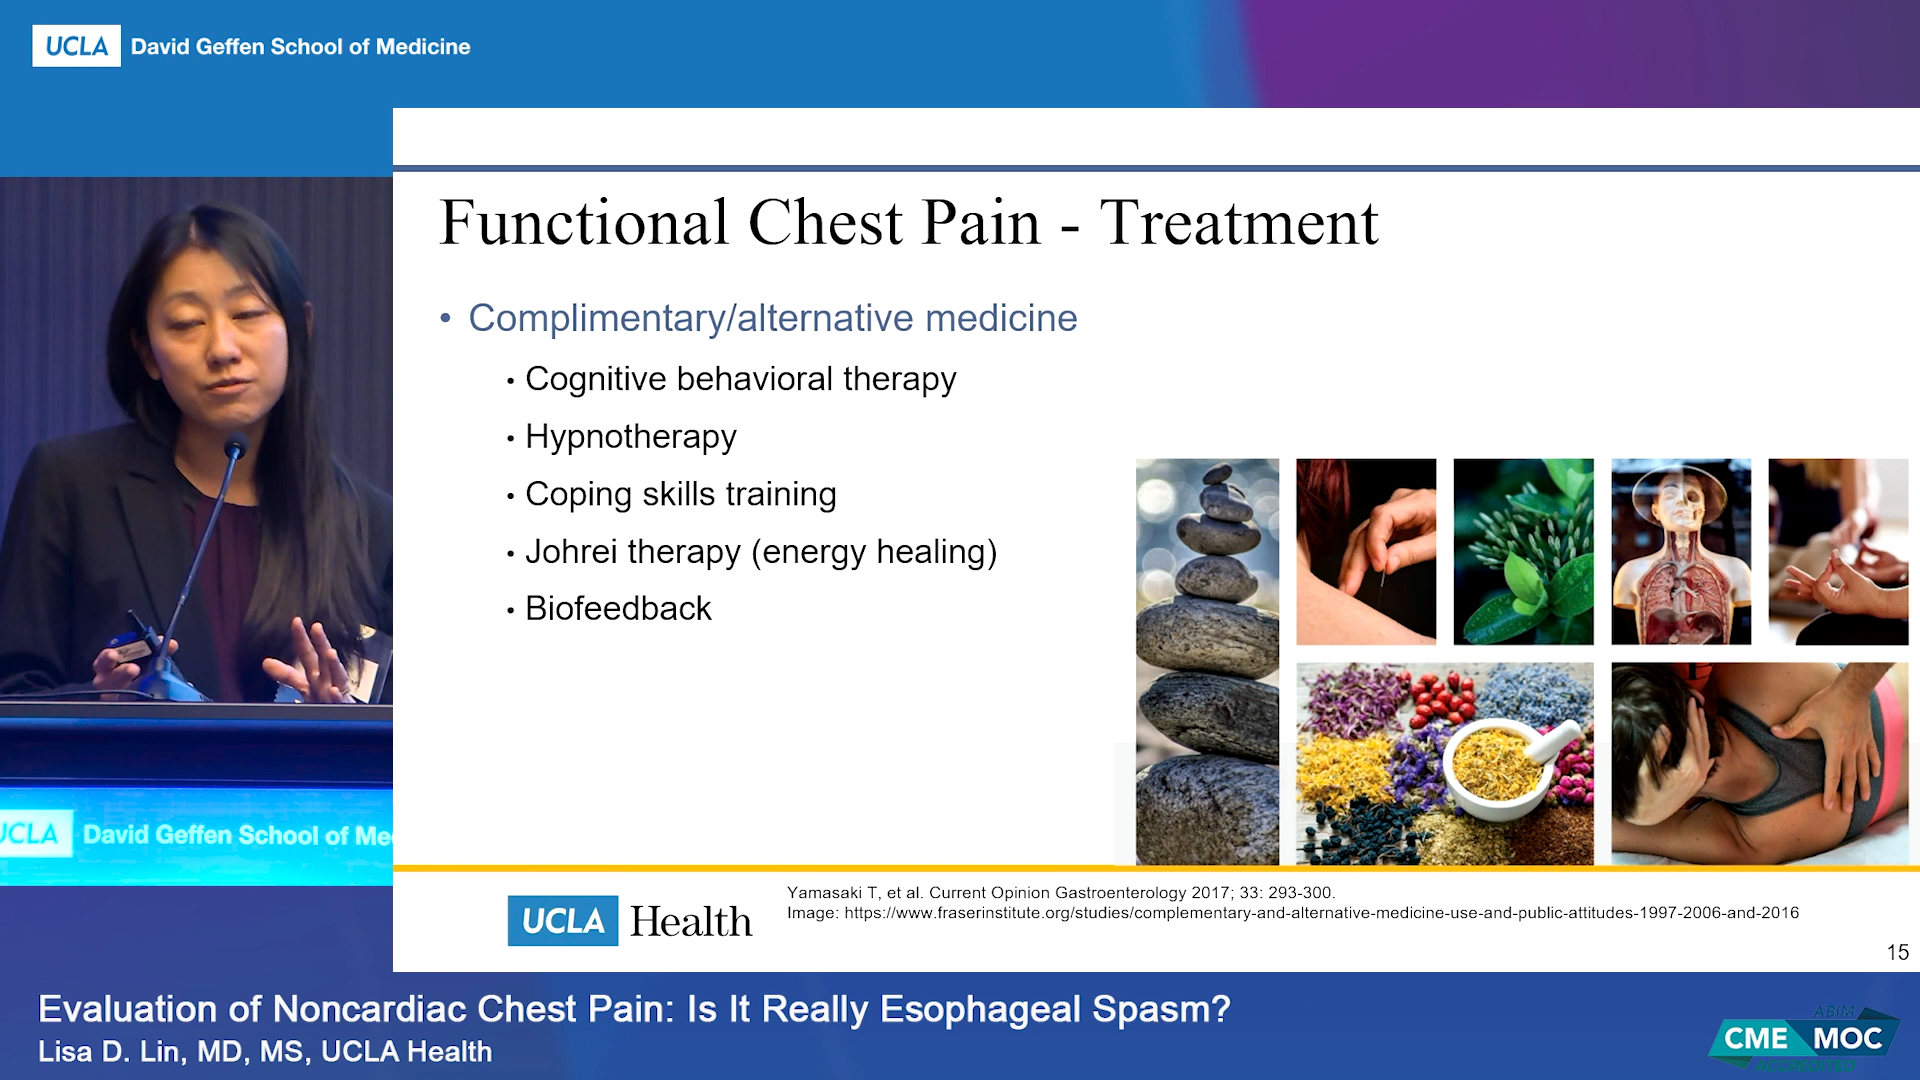 UCLA David Geffen School of Medicine
Functional Chest Pain - Treatment
• Complimentary/alternative medicine
• Cognitive behavioral therapy
• Hypnotherapy
• Coping skills training
• Johrei therapy (energy healing)
• Biofeedback
UCLA David Geffen School of Me
UCLA Health
Yamasaki T, et al. Current Opinion Gastroenterology 2017; 33: 293-300.
Image: https://www.fraserinstitute.org/studies/complementary-and-alternative-medicine-use-and-public-attitudes-1997-2006-and-2016
15
Evaluation of Noncardiac Chest Pain: Is It Really Esophageal Spasm?
Lisa D. Lin, MD, MS, UCLA Health
ABIM
CME MOC
ACCREDITED